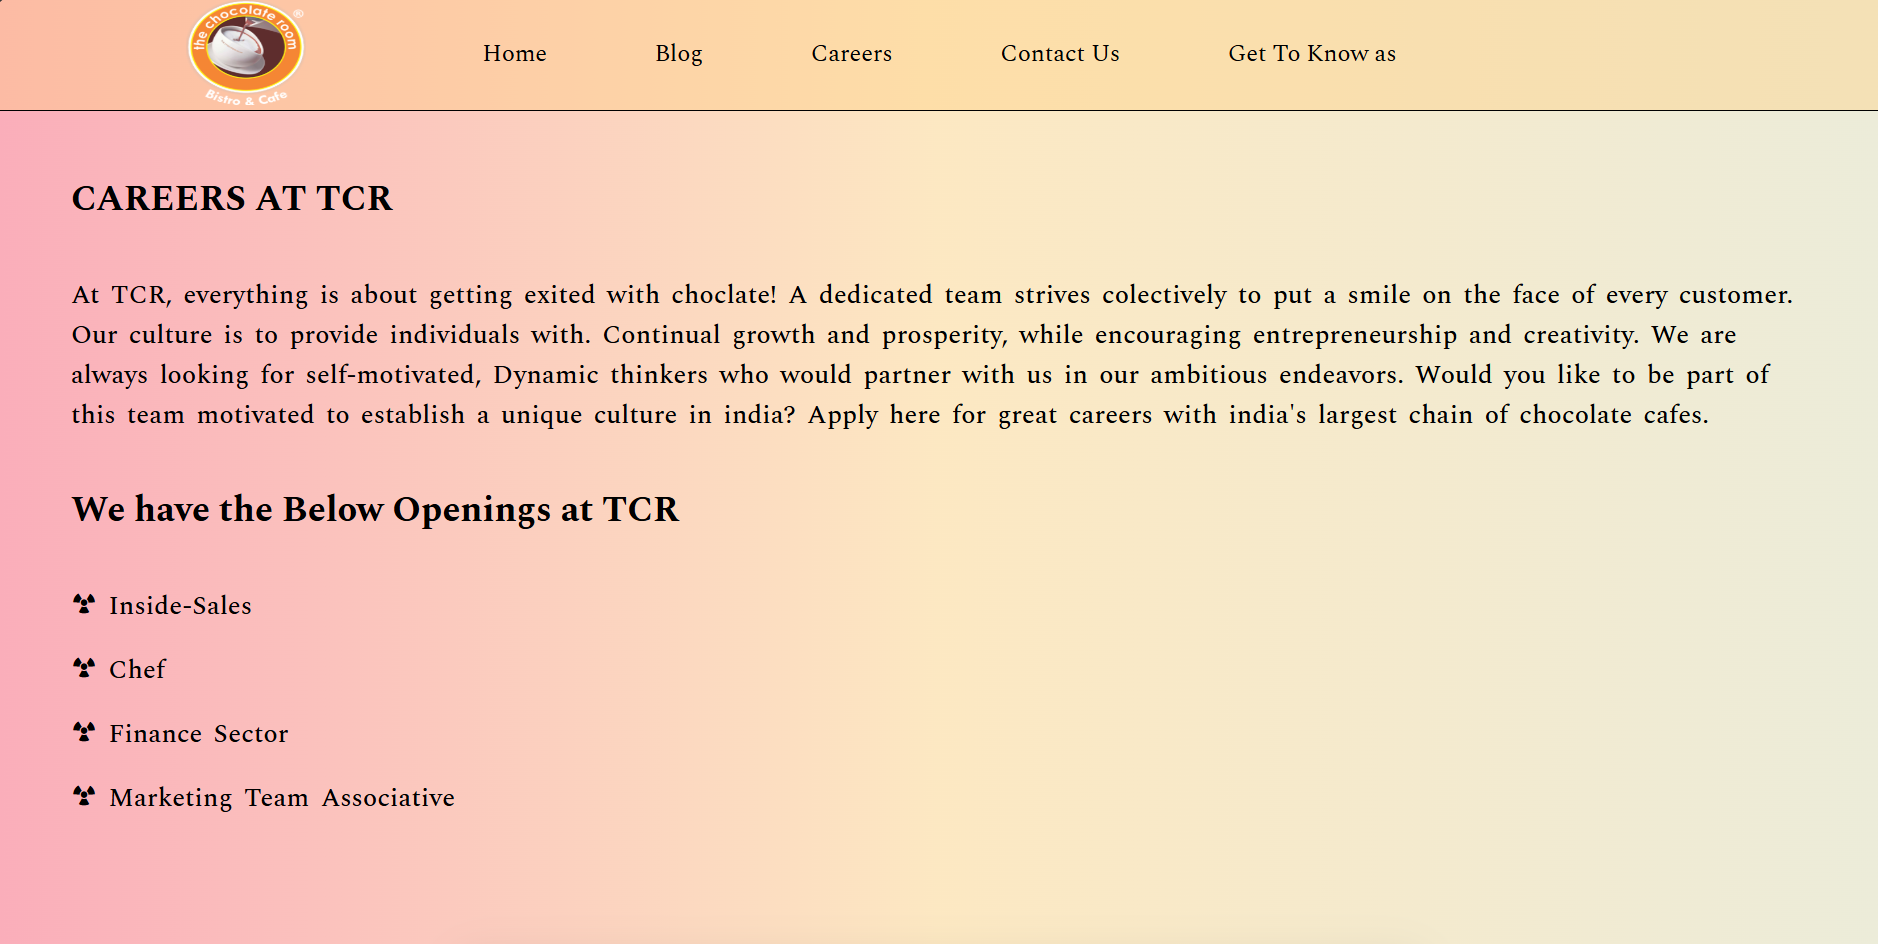 the chocolate room ®
Bistro & Cafe
Home Blog Careers Contact Us Get To Know as
CAREERS AT TCR
At TCR, everything is about getting exited with choclate! A dedicated team strives colectively to put a smile on the face of every customer.
Our culture is to provide individuals with. Continual growth and prosperity, while encouraging entrepreneurship and creativity. We are
always looking for self-motivated, Dynamic thinkers who would partner with us in our ambitious endeavors. Would you like to be part of
this team motivated to establish a unique culture in india? Apply here for great careers with india's largest chain of chocolate cafes.
We have the Below Openings at TCR
Inside-Sales
Chef
Finance Sector
Marketing Team Associative